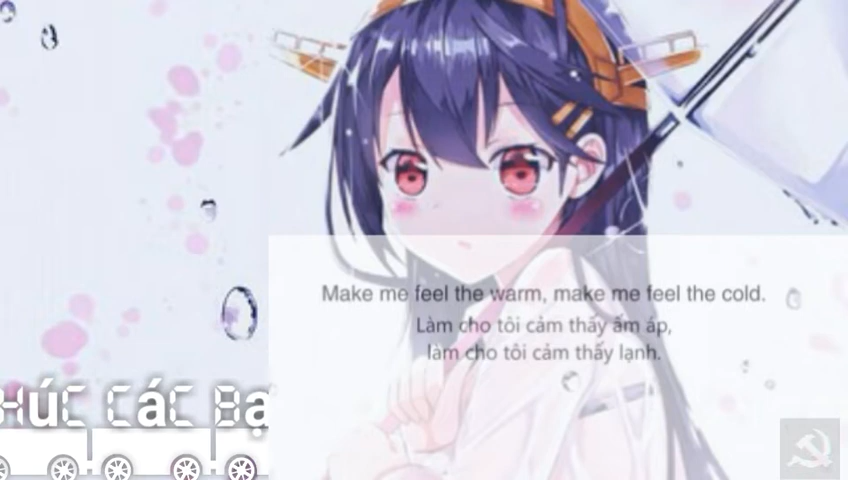 Make me feel the warm, make me feel the cold.
Làm cho tôi cảm thấy ấm áp,
làm cho tôi cảm thấy lạnh.
HÚC CÁC BẠ